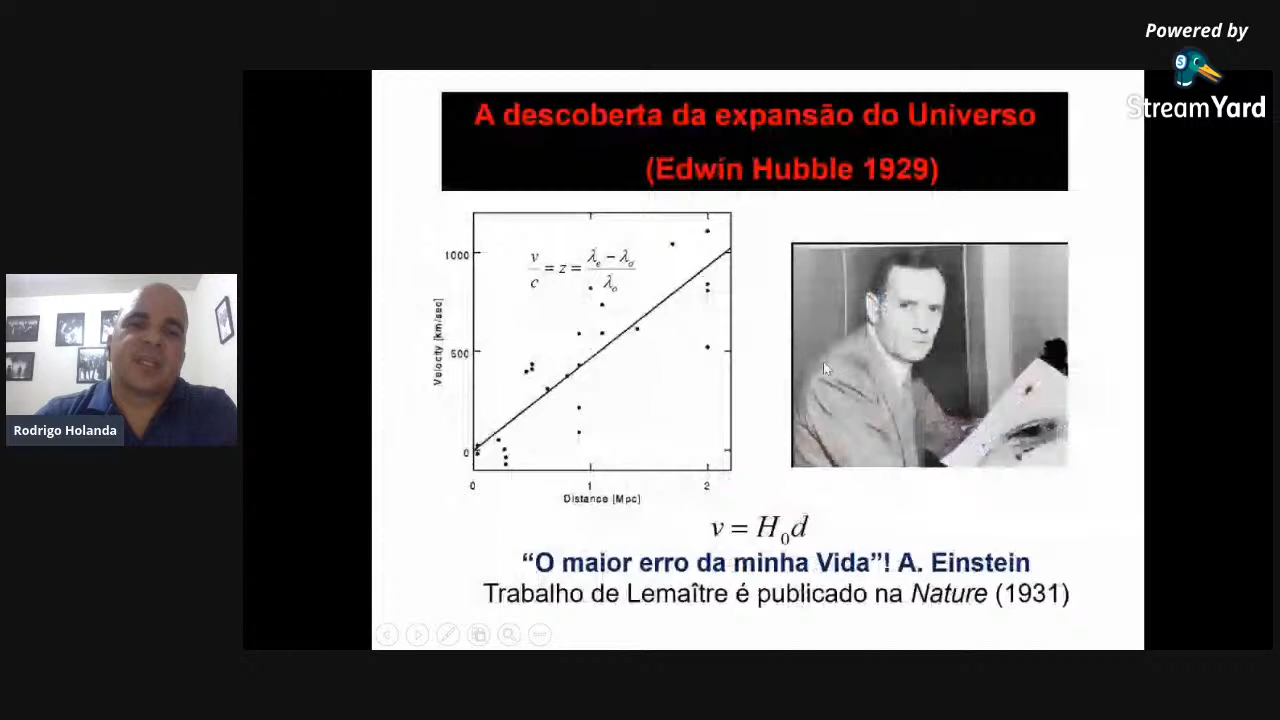 Powered by
StreamYard
A descoberta da expansão do Universo
(Edwin Hubble 1929)
1000
500
0
Velocity [km/sec]
v/c = z = (λe − λo)/λo
0 1 2
Distance [Mpc]
v = H0d
“O maior erro da minha Vida”! A. Einstein
Trabalho de Lemaître é publicado na Nature (1931)
Rodrigo Holanda